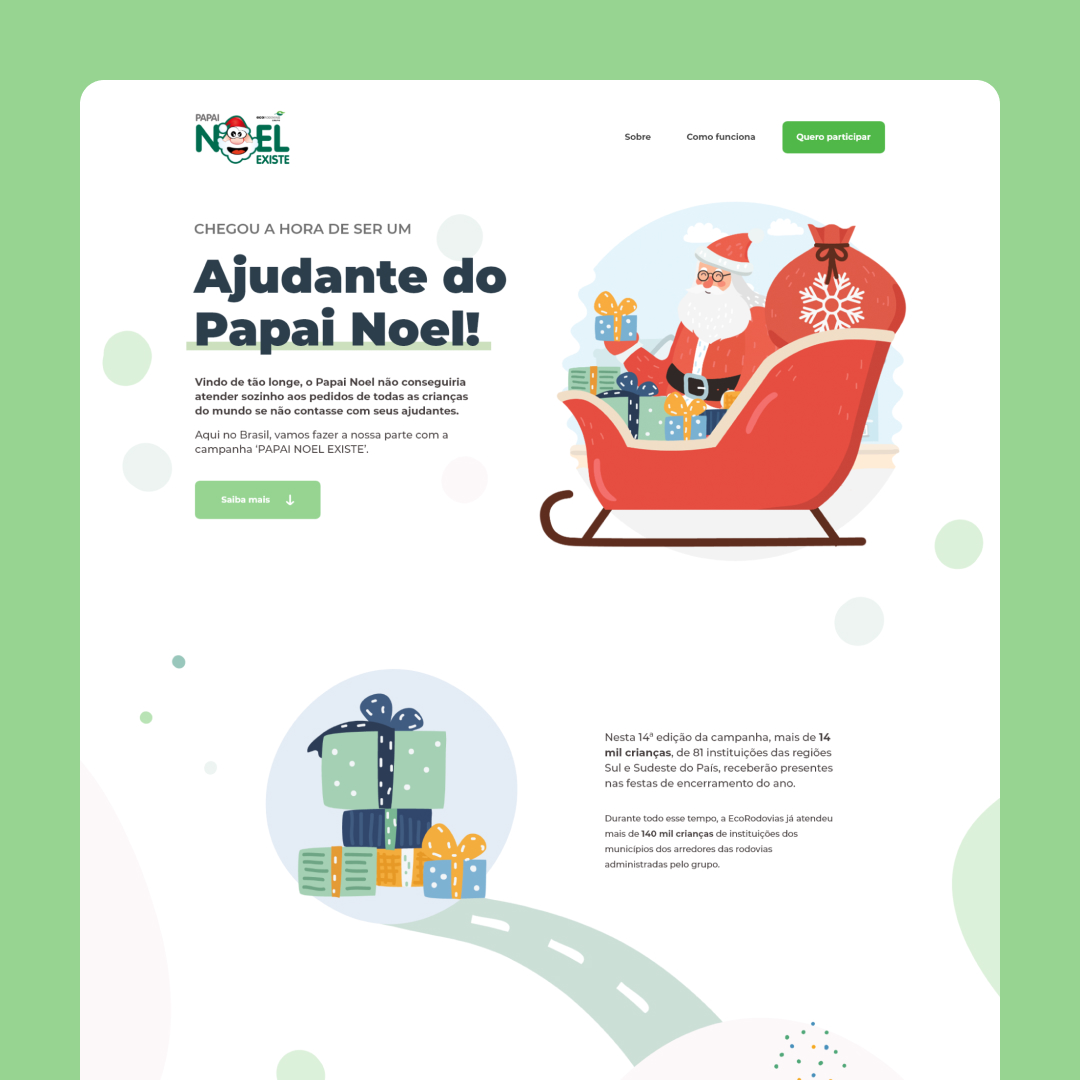 PAPAI
NOEL
EXISTE
Sobre
Como funciona
Quero participar
CHEGOU A HORA DE SER UM
Ajudante do
Papai Noel!
Vindo de tão longe, o Papai Noel não conseguiria
atender sozinho aos pedidos de todas as crianças
do mundo se não contasse com seus ajudantes.
Aqui no Brasil, vamos fazer a nossa parte com a
campanha ‘PAPAI NOEL EXISTE’.
Saiba mais
Nesta 14ª edição da campanha, mais de 14
mil crianças, de 81 instituições das regiões
Sul e Sudeste do País, receberão presentes
nas festas de encerramento do ano.
Durante todo esse tempo, a EcoRodovias já atendeu
mais de 140 mil crianças de instituições dos
municípios dos arredores das rodovias
administradas pelo grupo.